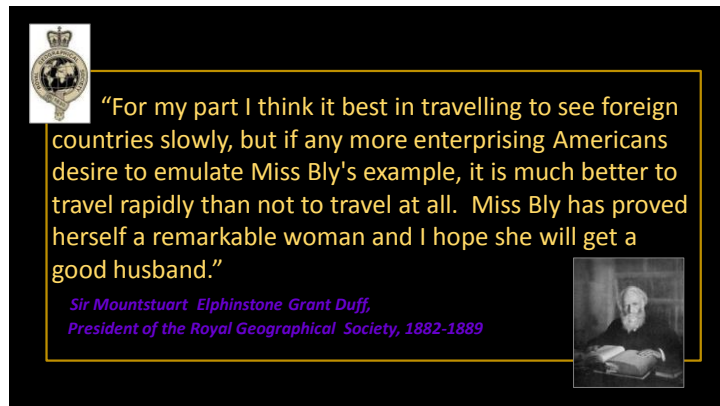 “For my part I think it best in travelling to see foreign
countries slowly, but if any more enterprising Americans
desire to emulate Miss Bly's example, it is much better to
travel rapidly than not to travel at all.  Miss Bly has proved
herself a remarkable woman and I hope she will get a
good husband.”
Sir Mountstuart  Elphinstone Grant Duff,
President of the Royal Geographical  Society, 1882-1889